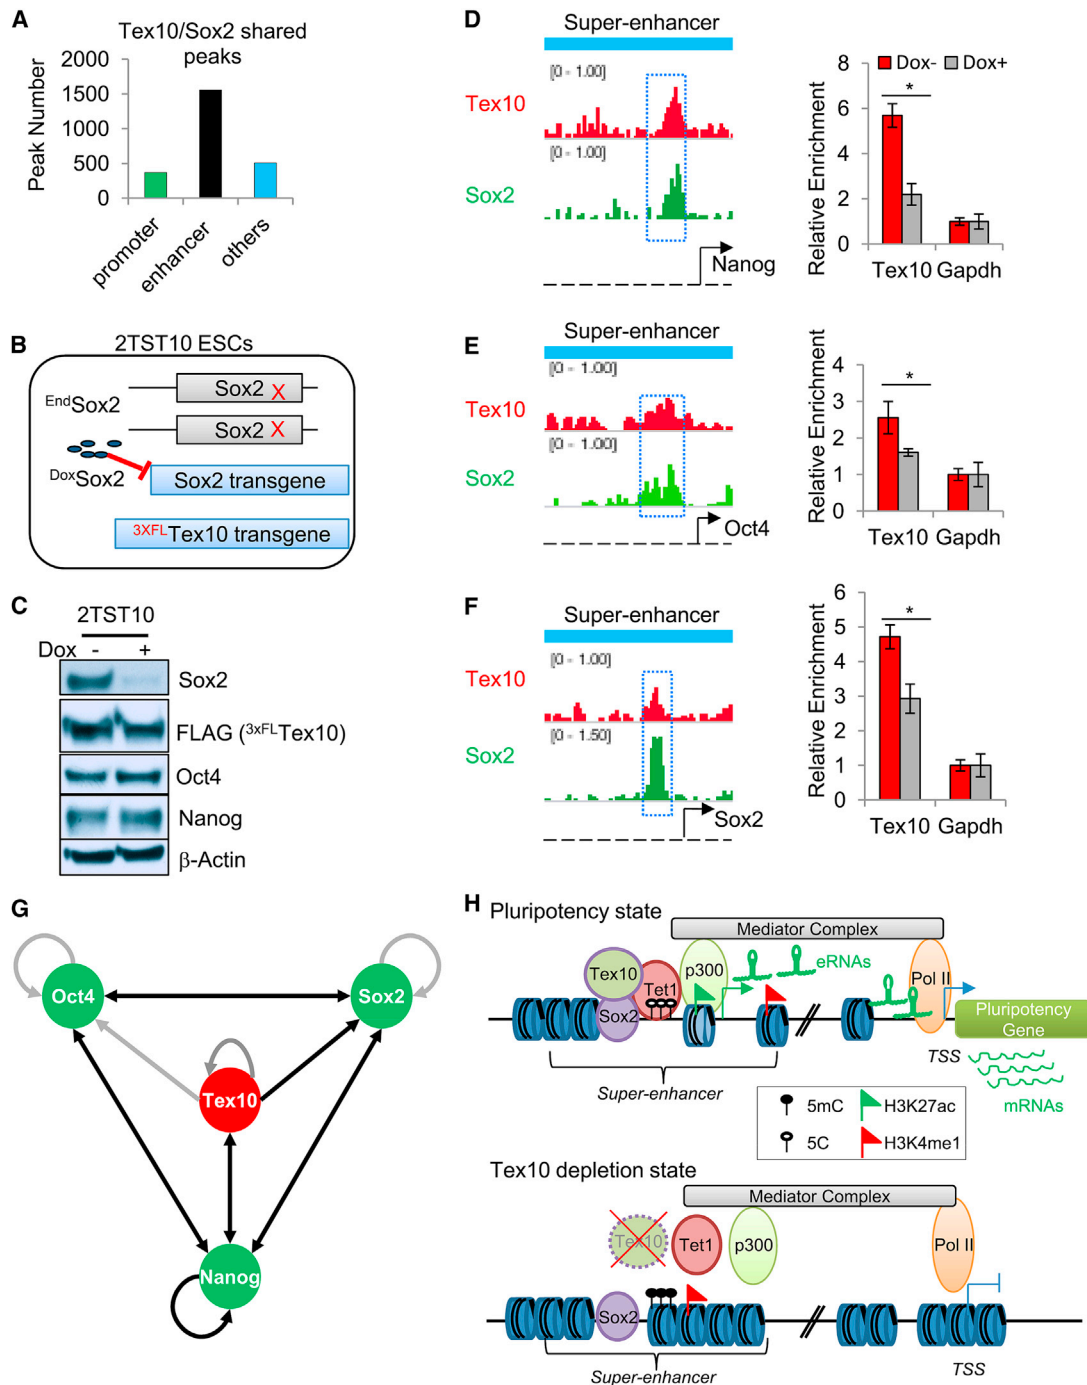 A
Tex10/Sox2 shared
peaks
Peak Number
2000
1500
1000
500
0
promoter
enhancer
others
B
2TST10 ESCs
EndSox2
Sox2 X
Sox2 X
DoxSox2
Sox2 transgene
3XFLTex10 transgene
C
2TST10
Dox - +
Sox2
FLAG (3xFLTex10)
Oct4
Nanog
β-Actin
D
Super-enhancer
[0 - 1.00]
Tex10
[0 - 1.00]
Sox2
Nanog
Relative Enrichment
8
6
4
2
0
Dox- Dox+
*
Tex10 Gapdh
E
Super-enhancer
[0 - 1.00]
Tex10
[0 - 1.00]
Sox2
Oct4
Relative Enrichment
4
3
2
1
0
*
Tex10 Gapdh
F
Super-enhancer
[0 - 1.00]
Tex10
[0 - 1.50]
Sox2
Sox2
Relative Enrichment
6
5
4
3
2
1
0
*
Tex10 Gapdh
G
Oct4
Sox2
Tex10
Nanog
H
Pluripotency state
Mediator Complex
Tex10
Tet1
p300
eRNAs
Pol II
Sox2
Pluripotency
Gene
TSS
Super-enhancer
mRNAs
5mC
H3K27ac
5C
H3K4me1
Tex10 depletion state
Mediator Complex
Tex10
Tet1
p300
Pol II
Sox2
Super-enhancer
TSS